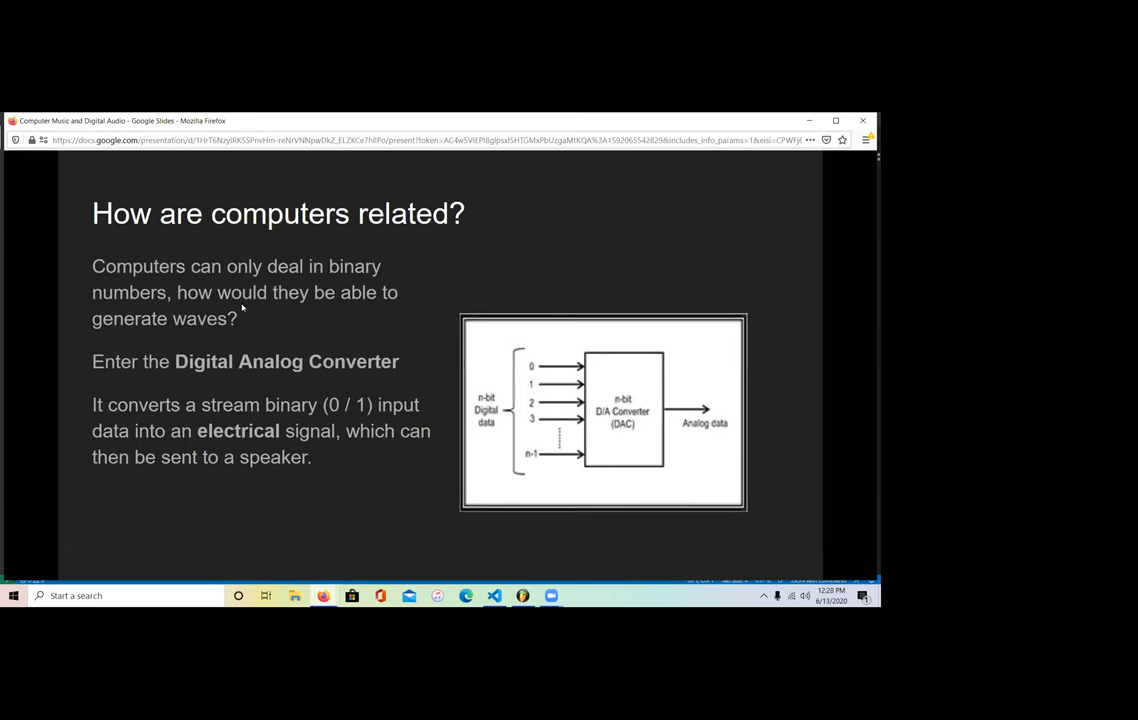 Computer Music and Digital Audio - Google Slides - Mozilla Firefox
How are computers related?
Computers can only deal in binary
numbers, how would they be able to
generate waves?
Enter the Digital Analog Converter
It converts a stream binary (0 / 1) input
data into an electrical signal, which can
then be sent to a speaker.
n-bit
Digital
data
0
1
2
3
n-1
n-bit
D/A Converter
(DAC)
Analog data
Start a search
12:28 PM
6/13/2020
1